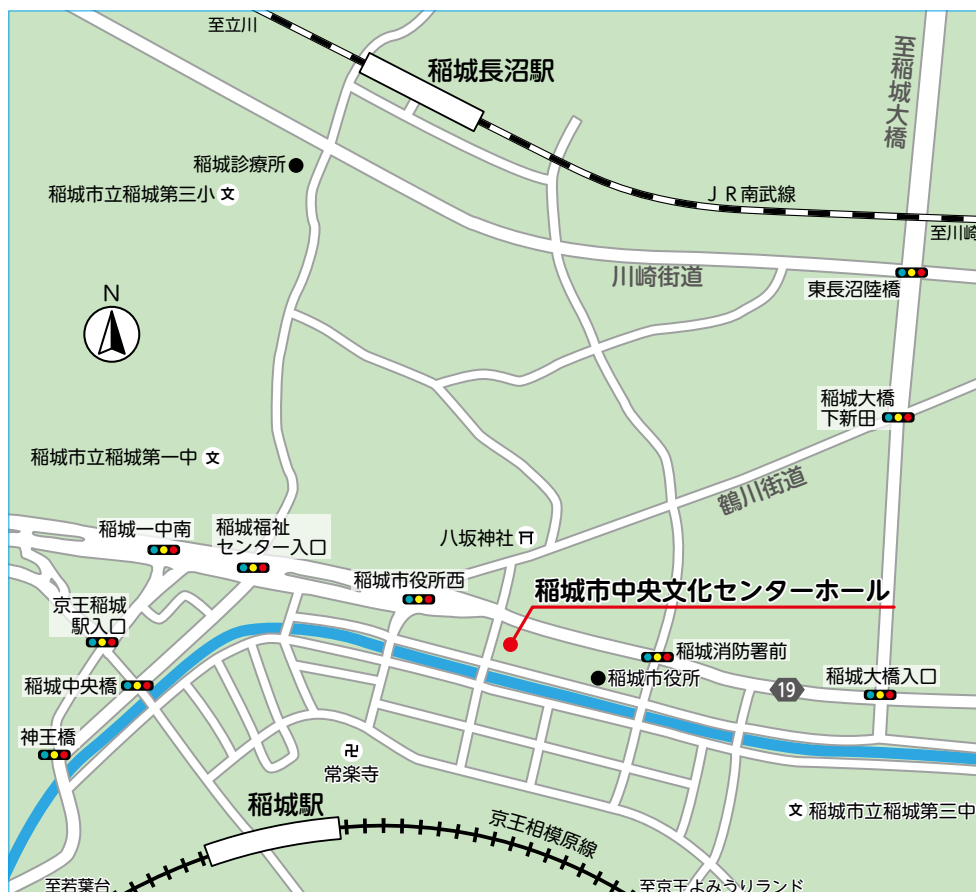 至立川
稲城長沼駅
至稲城大橋
稲城診療所
稲城市立稲城第三小
文
JR南武線
至川崎
川崎街道
東長沼陸橋
N
稲城大橋
下新田
稲城市立稲城第一中
文
鶴川街道
稲城一中南
稲城福祉
センター入口
八坂神社
稲城市役所西
稲城市中央文化センターホール
京王稲城
駅入口
稲城消防署前
稲城市役所
稲城大橋入口
19
稲城中央橋
神王橋
卍
常楽寺
稲城駅
京王相模原線
文
稲城市立稲城第三中
至若葉台
至京王よみうりランド